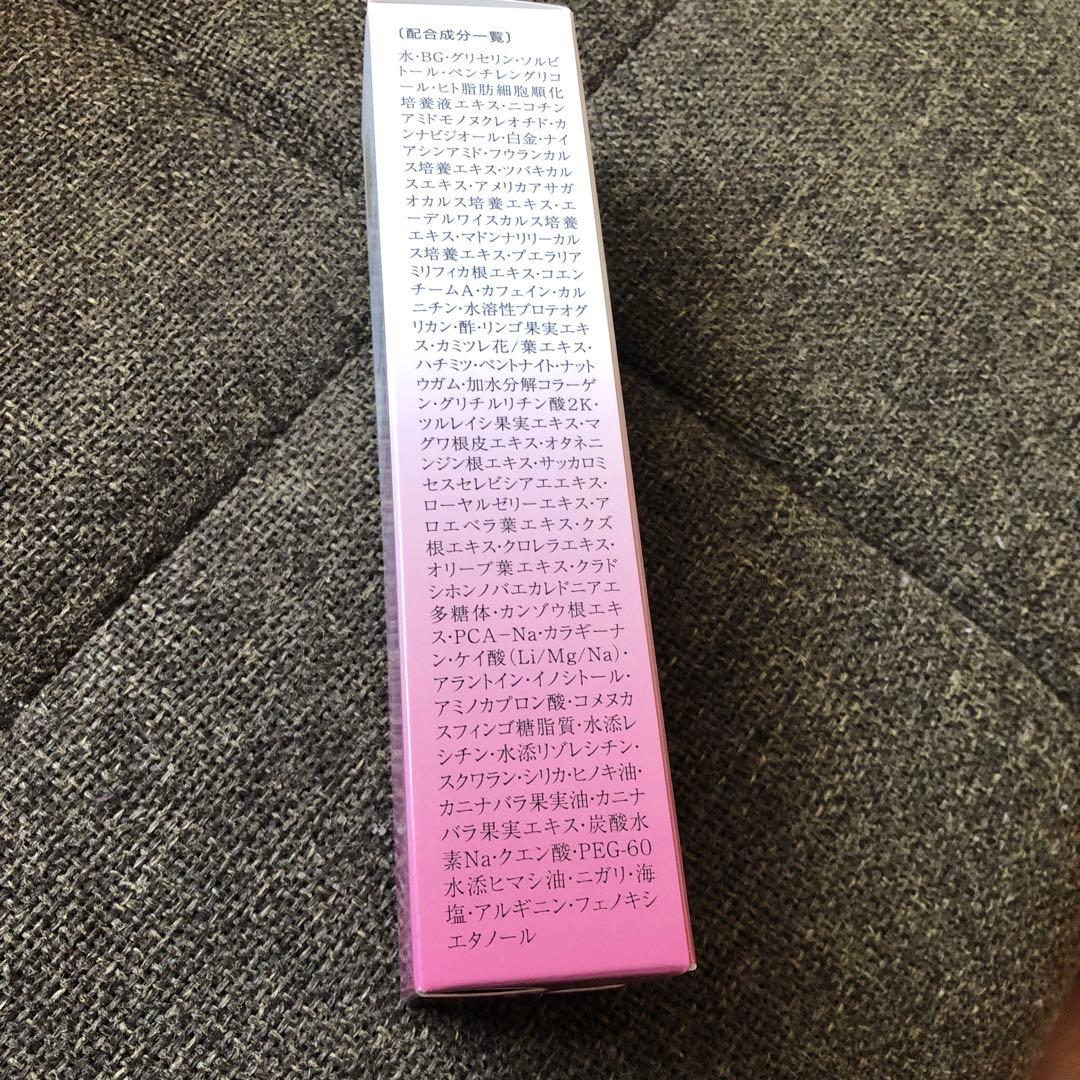 〔配合成分一覧〕
水・BG・グリセリン・ソルビ
トール・ペンチレングリコ
ール・ヒト脂肪細胞順化
培養液エキス・ニコチン
アミドモノヌクレオチド・カ
ンナビジオール・白金・ナイ
アシンアミド・フウランカル
ス培養エキス・ツバキカル
スエキス・アメリカアサガ
オカルス培養エキス・エ
ーデルワイスカルス培養
エキス・マドンナリリーカル
ス培養エキス・プエラリア
ミリフィカ根エキス・コエン
チームA・カフェイン・カル
ニチン・水溶性プロテオグ
リカン・酢・リンゴ果実エキ
ス・カミツレ花/葉エキス・
ハチミツ・ベントナイト・ナット
ウガム・加水分解コラーゲ
ン・グリチルリチン酸2K・
ツルレイシ果実エキス・マ
グワ根皮エキス・オタネニ
ンジン根エキス・サッカロミ
セスセレビシアエエキス・
ローヤルゼリーエキス・ア
ロエベラ葉エキス・クズ
根エキス・クロレラエキス・
オリーブ葉エキス・クラド
シホンノバエカレドニアエ
多糖体・カンゾウ根エキ
ス・PCA-Na・カラギーナ
ン・ケイ酸(Li/Mg/Na)・
アラントイン・イノシトール・
アミノカプロン酸・コメヌカ
スフィンゴ糖脂質・水添レ
シチン・水添リゾレシチン・
スクワラン・シリカ・ヒノキ油・
カニナバラ果実油・カニナ
バラ果実エキス・炭酸水
素Na・クエン酸・PEG-60
水添ヒマシ油・ニガリ・海
塩・アルギニン・フェノキシ
エタノール